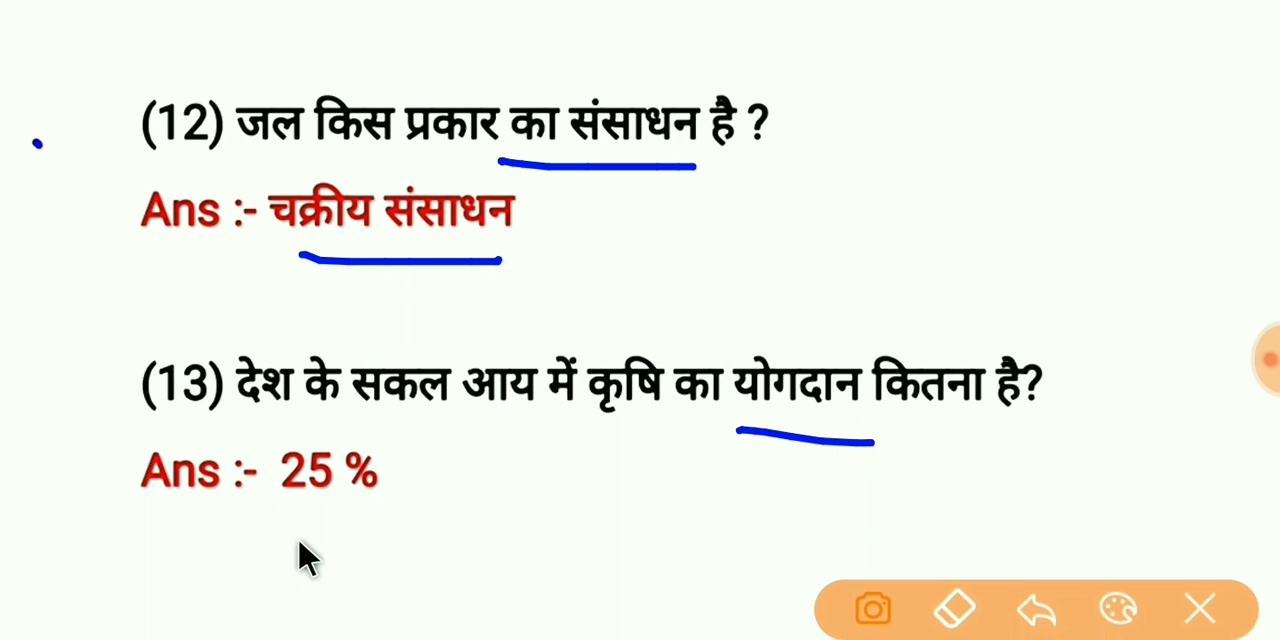 (12) जल किस प्रकार का संसाधन है ?
Ans :- चक्रीय संसाधन
(13) देश के सकल आय में कृषि का योगदान कितना है?
Ans :- 25 %